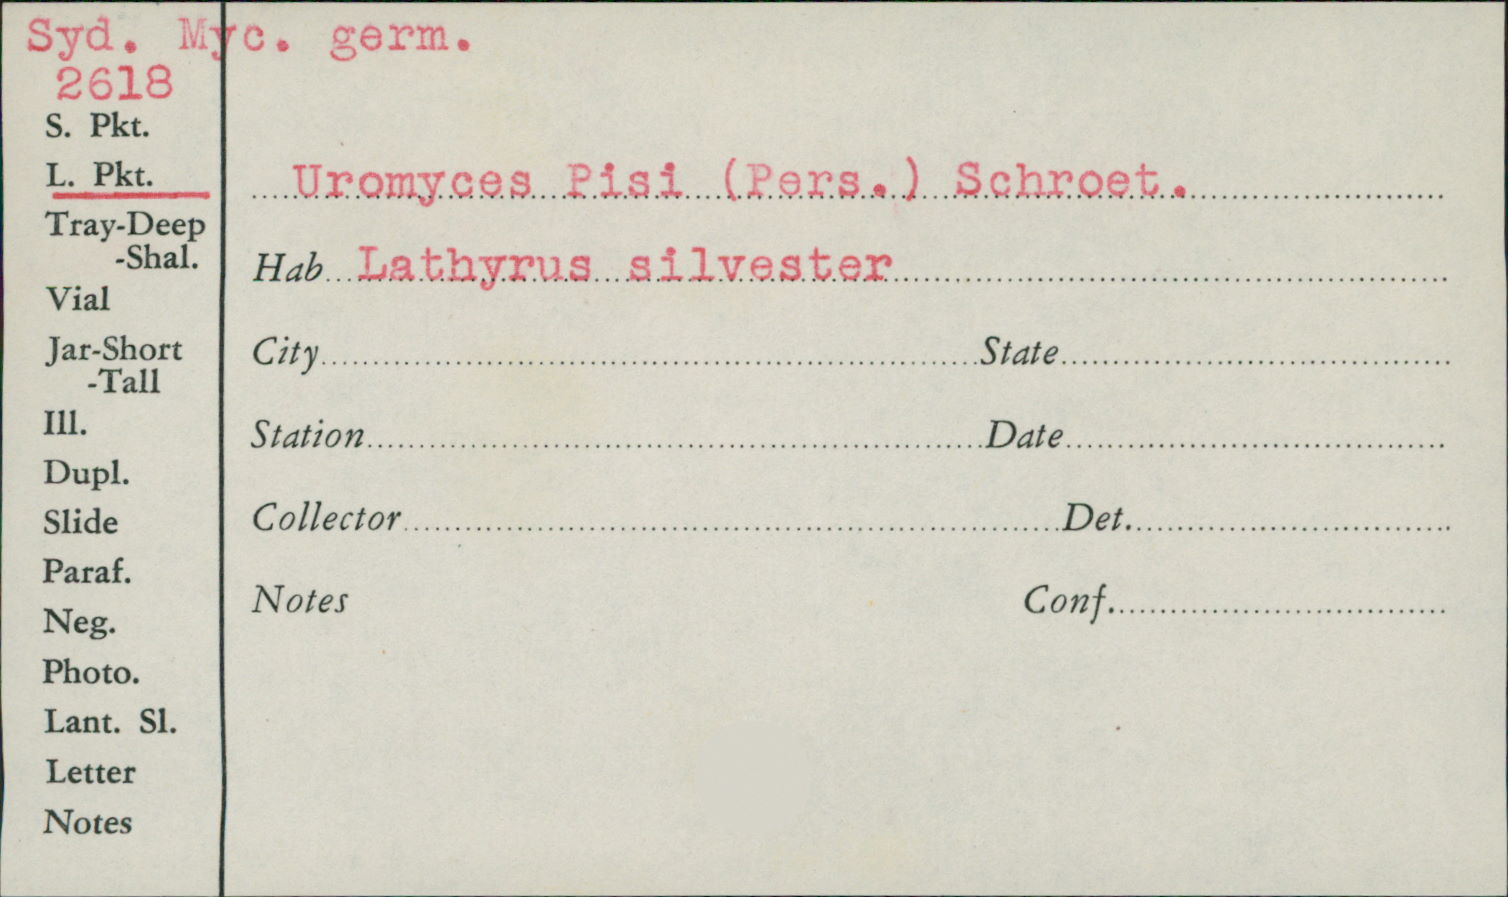 Syd. Myc. germ.
2618
S. Pkt.
L. Pkt.
Tray-Deep
-Shal.
Vial
Jar-Short
-Tall
Ill.
Dupl.
Slide
Paraf.
Neg.
Photo.
Lant. Sl.
Letter
Notes
Uromyces Pisi (Pers.) Schroet.
Hab Lathyrus silvester
City State
Station Date
Collector Det.
Notes Conf.